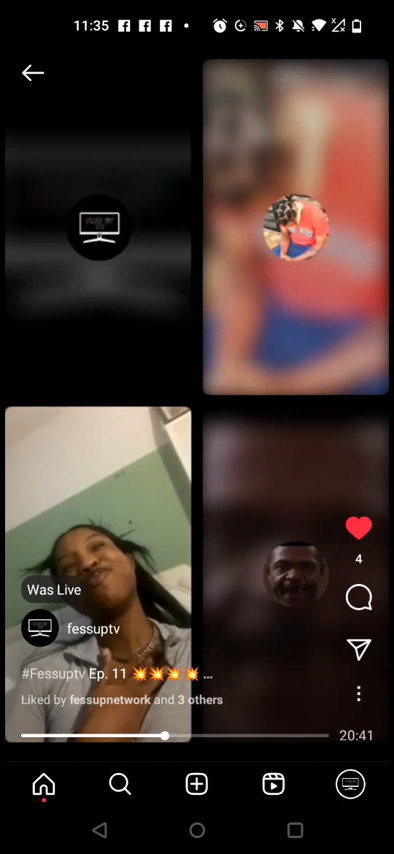 11:35
Was Live
fessuptv
#Fessuptv Ep. 11 💥💥💥💥 ...
Liked by fessupnetwork and 3 others
4
20:41